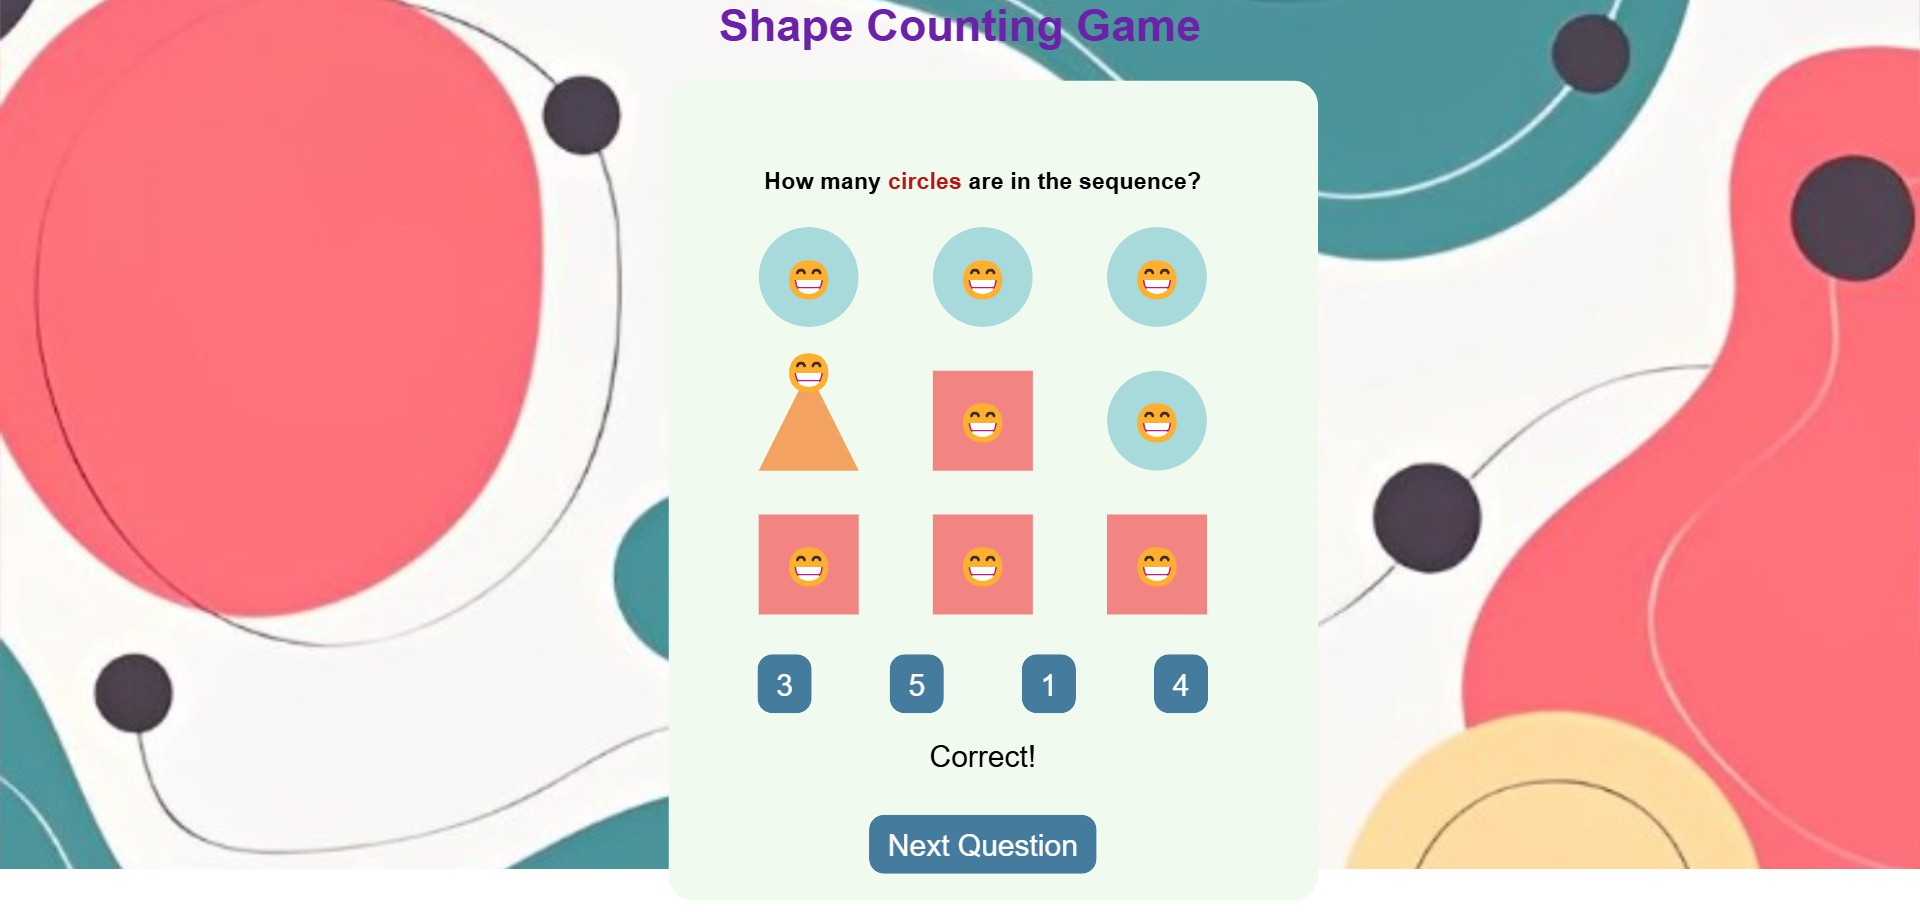 Shape Counting Game
How many circles are in the sequence?
3 5 1 4
Correct!
Next Question